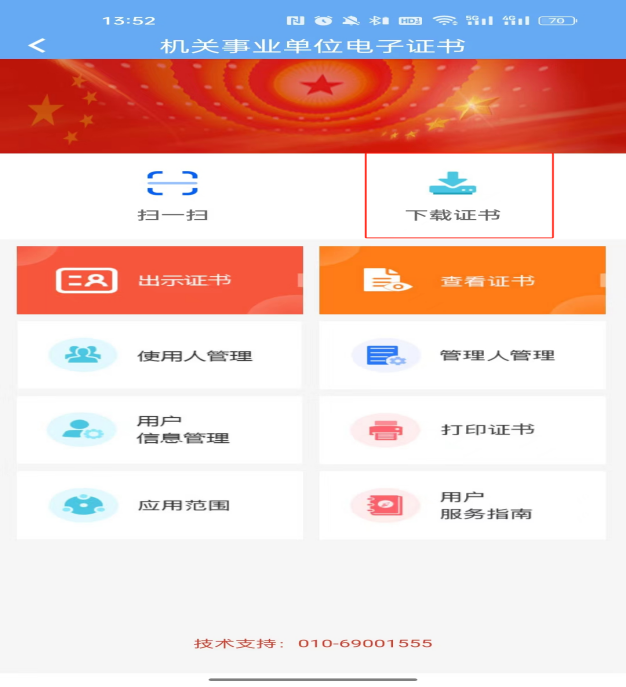 13:52
HD2 5G 4G 70
机关事业单位电子证书
扫一扫
下载证书
出示证书
查看证书
使用人管理
管理人管理
用户
信息管理
打印证书
应用范围
用户
服务指南
技术支持：010-69001555